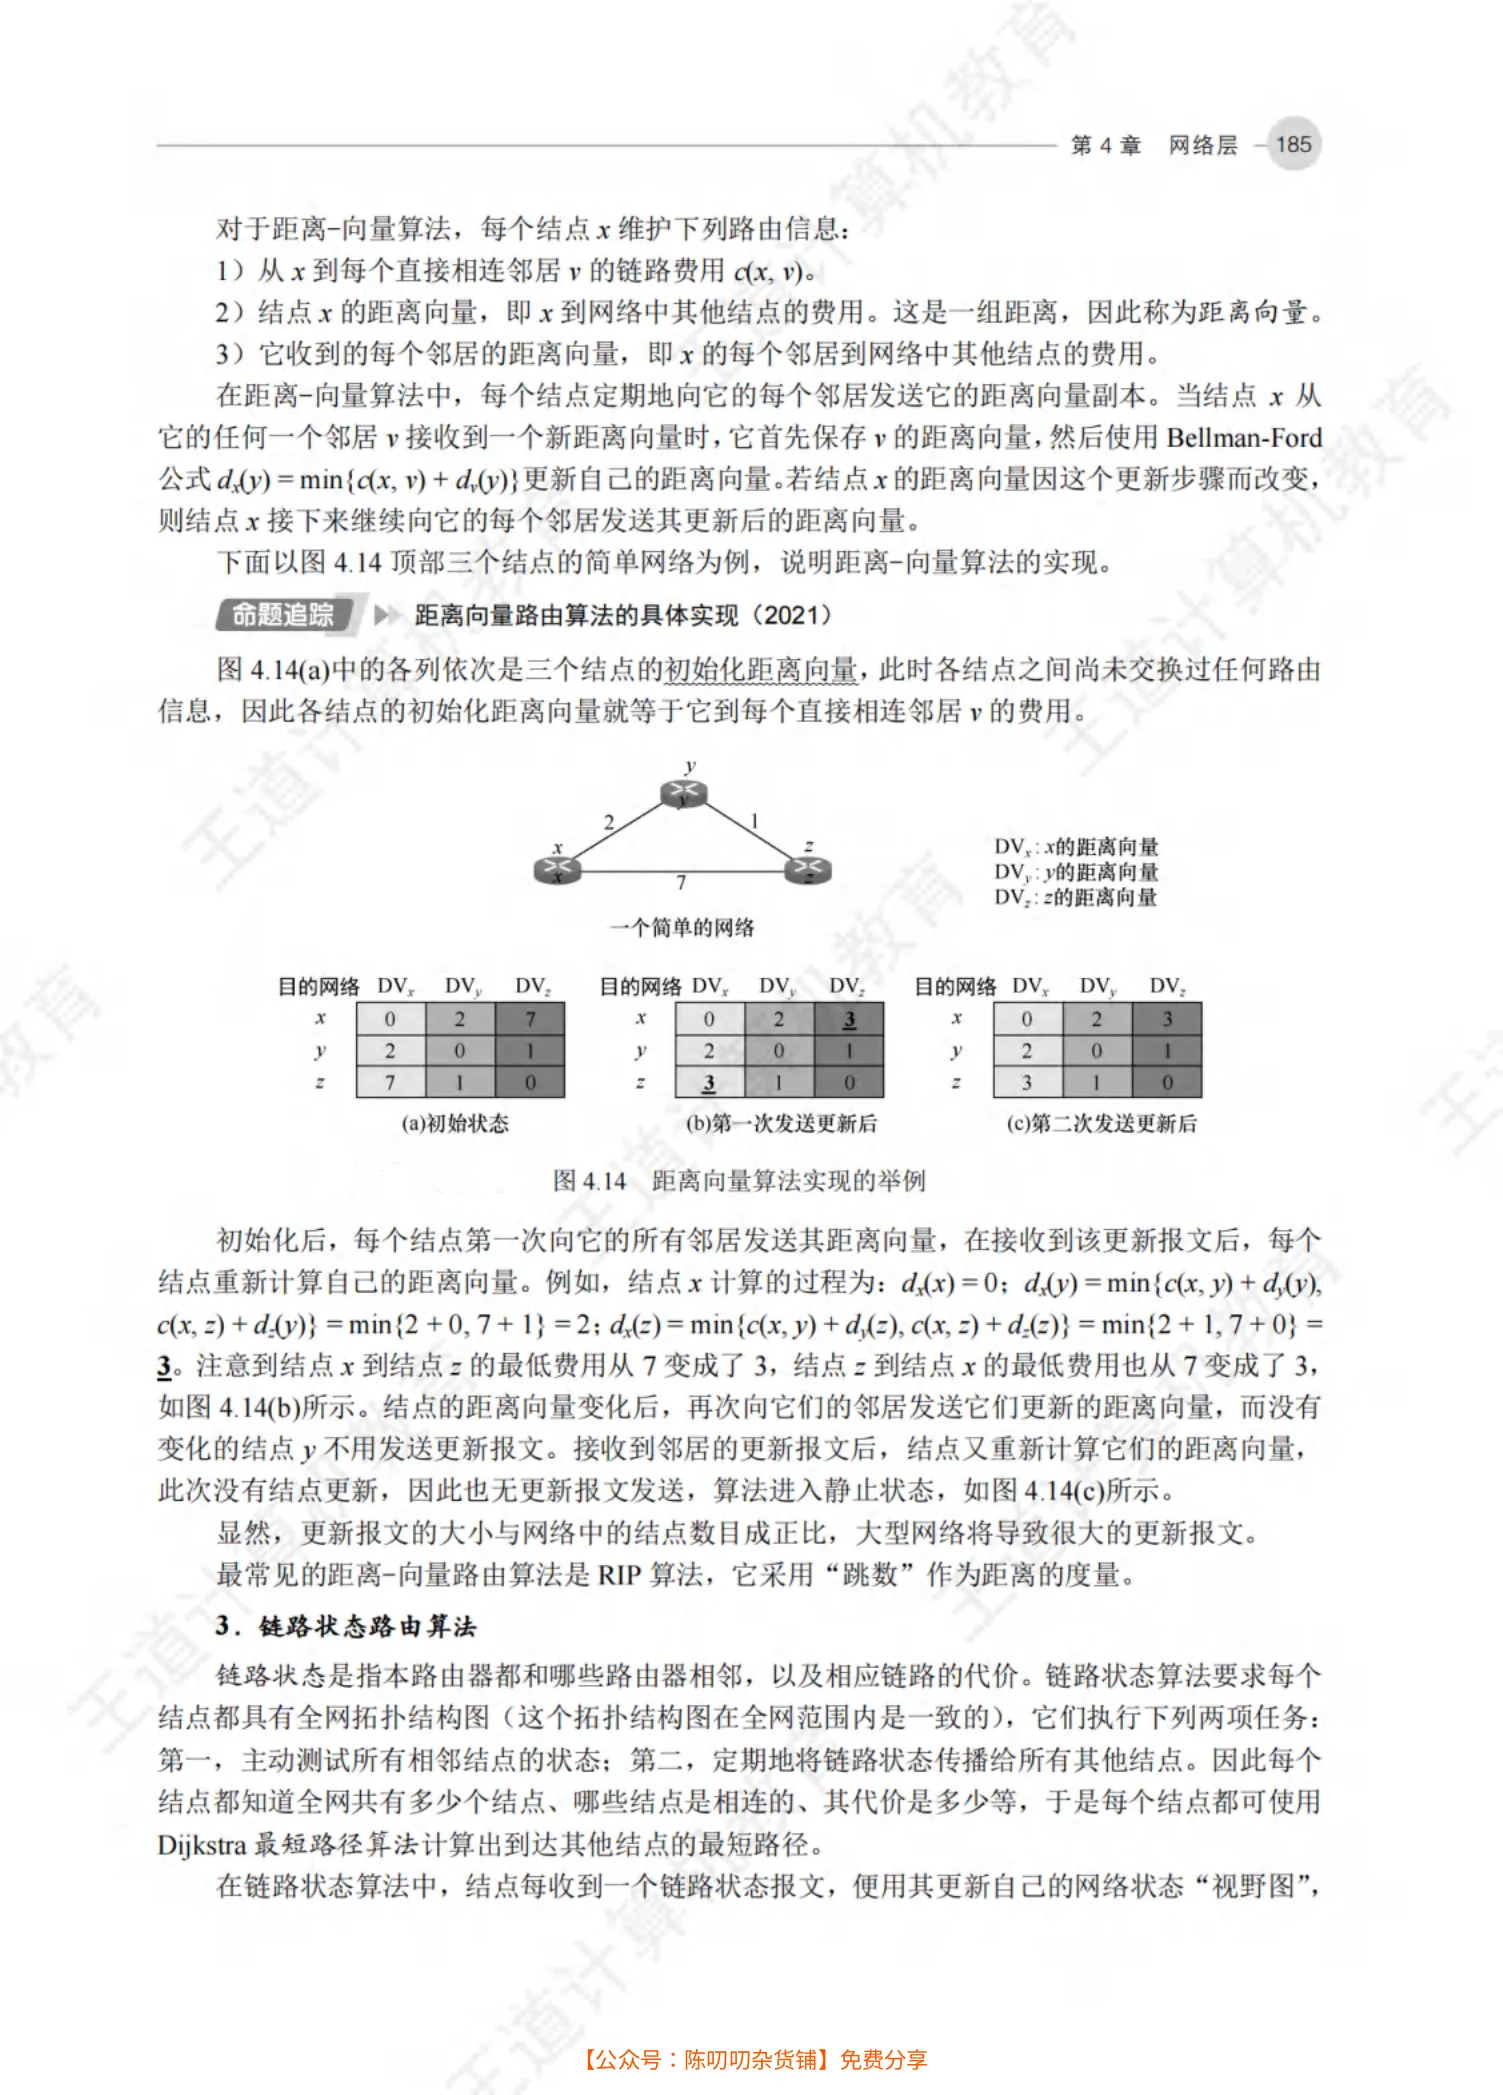 第 4 章 网络层 185
对于距离-向量算法，每个结点 x 维护下列路由信息：
1）从 x 到每个直接相连邻居 v 的链路费用 c(x, v)。
2）结点 x 的距离向量，即 x 到网络中其他结点的费用。这是一组距离，因此称为距离向量。
3）它收到的每个邻居的距离向量，即 x 的每个邻居到网络中其他结点的费用。
在距离-向量算法中，每个结点定期地向它的每个邻居发送它的距离向量副本。当结点 x 从
它的任何一个邻居 v 接收到一个新距离向量时，它首先保存 v 的距离向量，然后使用 Bellman-Ford
公式 dx(y) = min{c(x, v) + dv(y)}更新自己的距离向量。若结点 x 的距离向量因这个更新步骤而改变，
则结点 x 接下来继续向它的每个邻居发送其更新后的距离向量。
下面以图 4.14 顶部三个结点的简单网络为例，说明距离-向量算法的实现。
命题追踪 距离向量路由算法的具体实现（2021）
图 4.14(a)中的各列依次是三个结点的初始化距离向量，此时各结点之间尚未交换过任何路由
信息，因此各结点的初始化距离向量就等于它到每个直接相连邻居 v 的费用。
y
y
2 1
x z
x z
7
DVx：x的距离向量
DVy：y的距离向量
DVz：z的距离向量
一个简单的网络
目的网络 DVx DVy DVz 目的网络 DVx DVy DVz 目的网络 DVx DVy DVz
x 0 2 7 x 0 2 3 x 0 2 3
y 2 0 1 y 2 0 1 y 2 0 1
z 7 1 0 z 3 1 0 z 3 1 0
(a)初始状态 (b)第一次发送更新后 (c)第二次发送更新后
图 4.14 距离向量算法实现的举例
初始化后，每个结点第一次向它的所有邻居发送其距离向量，在接收到该更新报文后，每个
结点重新计算自己的距离向量。例如，结点 x 计算的过程为：dx(x) = 0；dx(y) = min{c(x, y) + dy(y),
c(x, z) + dz(y)} = min{2 + 0, 7 + 1} = 2；dx(z) = min{c(x, y) + dy(z), c(x, z) + dz(z)} = min{2 + 1, 7 + 0} =
3。注意到结点 x 到结点 z 的最低费用从 7 变成了 3，结点 z 到结点 x 的最低费用也从 7 变成了 3，
如图 4.14(b)所示。结点的距离向量变化后，再次向它们的邻居发送它们更新的距离向量，而没有
变化的结点 y 不用发送更新报文。接收到邻居的更新报文后，结点又重新计算它们的距离向量，
此次没有结点更新，因此也无更新报文发送，算法进入静止状态，如图 4.14(c)所示。
显然，更新报文的大小与网络中的结点数目成正比，大型网络将导致很大的更新报文。
最常见的距离-向量路由算法是 RIP 算法，它采用“跳数”作为距离的度量。
3．链路状态路由算法
链路状态是指本路由器都和哪些路由器相邻，以及相应链路的代价。链路状态算法要求每个
结点都具有全网拓扑结构图（这个拓扑结构图在全网范围内是一致的），它们执行下列两项任务：
第一，主动测试所有相邻结点的状态；第二，定期地将链路状态传播给所有其他结点。因此每个
结点都知道全网共有多少个结点、哪些结点是相连的、其代价是多少等，于是每个结点都可使用
Dijkstra 最短路径算法计算出到达其他结点的最短路径。
在链路状态算法中，结点每收到一个链路状态报文，便用其更新自己的网络状态“视野图”，
【公众号：陈叨叨杂货铺】免费分享
王道计算机教育